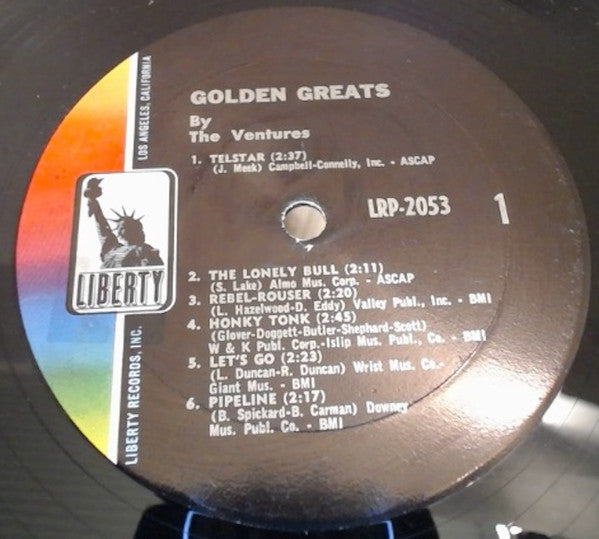 GOLDEN GREATS
By
The Ventures
1. TELSTAR (2:37)
(J. Meek) Campbell-Connelly, Inc. - ASCAP
LRP-2053
1
2. THE LONELY BULL (2:11)
(S. Lake) Almo Mus. Corp. - ASCAP
3. REBEL-ROUSER (2:20)
(L. Hazelwood-D. Eddy) Valley Publ., Inc. - BMI
4. HONKY TONK (2:45)
(Glover-Doggett-Butler-Shephard-Scott)
W & K Publ. Corp.-Islip Mus. Publ., Co. - BMI
5. LET'S GO (2:23)
(L. Duncan-R. Duncan) Wrist Mus. Co.-
Giant Mus. - BMI
6. PIPELINE (2:17)
(B. Spickard-B. Carman) Downey
Mus. Publ. Co. - BMI
LIBERTY
LIBERTY RECORDS, INC.
LOS ANGELES, CALIFORNIA